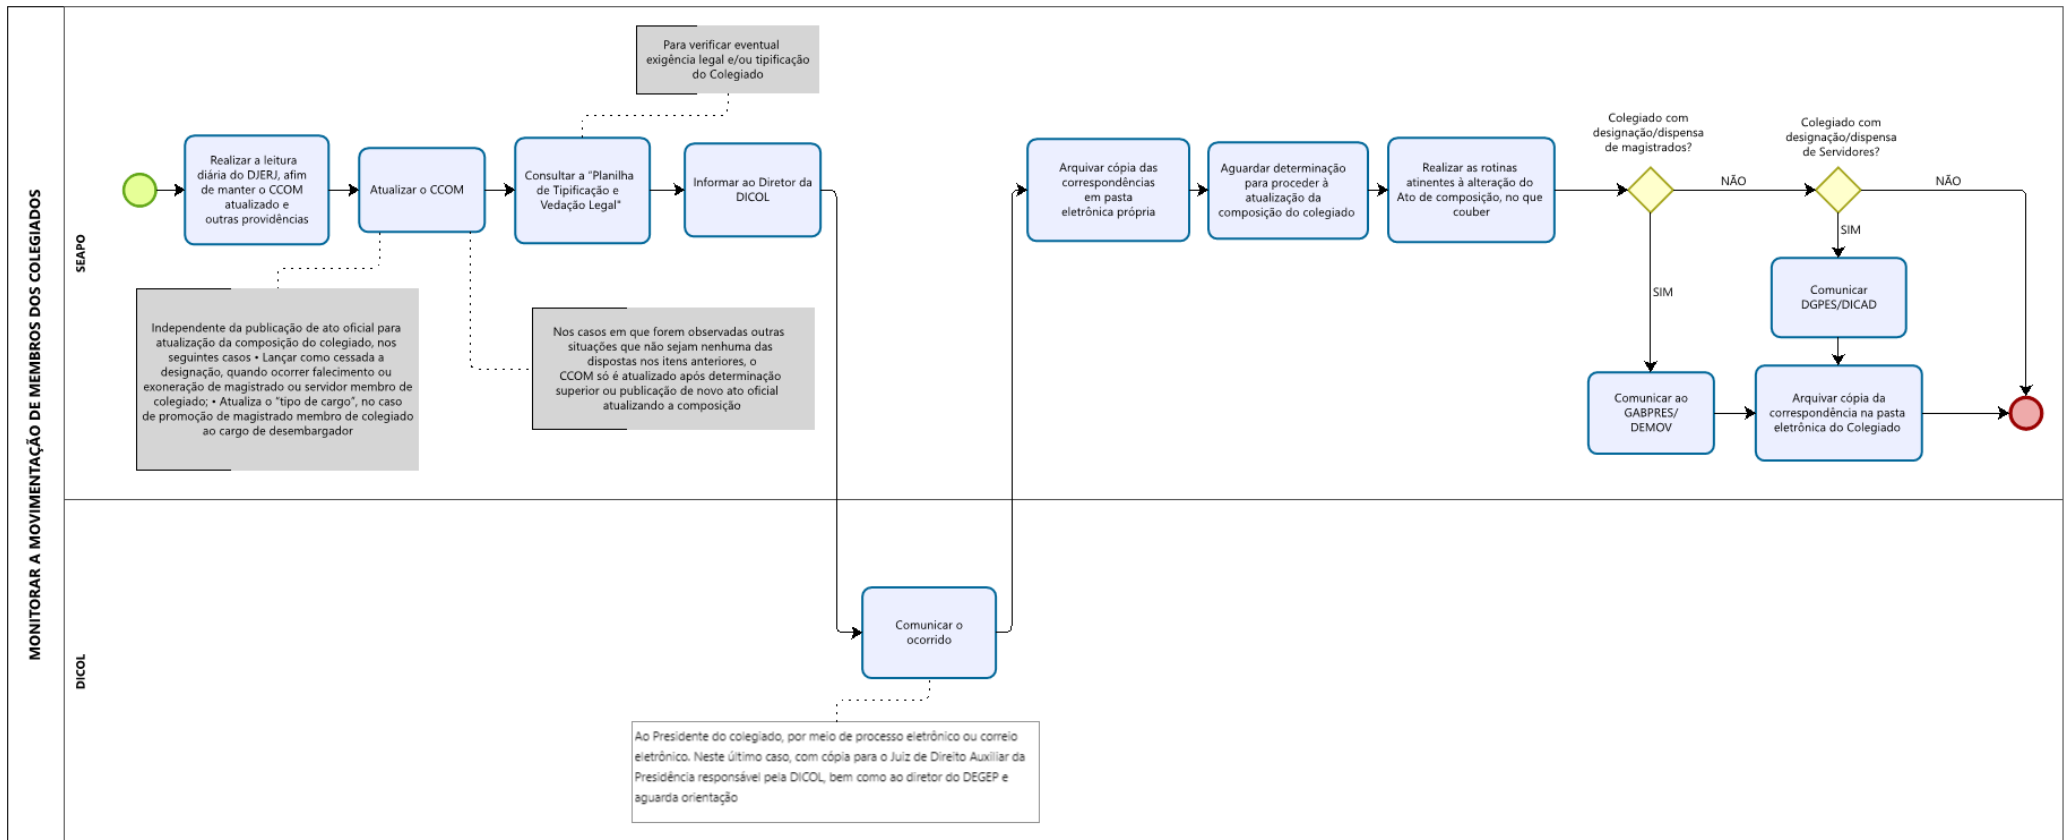 MONITORAR A MOVIMENTAÇÃO DE MEMBROS DOS COLEGIADOS
SEAPO
Realizar a leitura
diária do DJERJ, afim
de manter o CCOM
atualizado e
outras providências
Atualizar o CCOM
Independente da publicação de ato oficial para
atualização da composição do colegiado, nos
seguintes casos • Lançar como cessada a
designação, quando ocorrer falecimento ou
exoneração de magistrado ou servidor membro de
colegiado; • Atualiza o "tipo de cargo", no caso
de promoção de magistrado membro de colegiado
ao cargo de desembargador
Nos casos em que forem observadas outras
situações que não sejam nenhuma das
dispostas nos itens anteriores, o
CCOM só é atualizado após determinação
superior ou publicação de novo ato oficial
atualizando a composição
Consultar a "Planilha
de Tipificação e
Vedação Legal"
Para verificar eventual
exigência legal e/ou tipificação
do Colegiado
Informar ao Diretor da
DICOL
DICOL
Comunicar o
ocorrido
Ao Presidente do colegiado, por meio de processo eletrônico ou correio
eletrônico. Neste último caso, com cópia para o Juiz de Direito Auxiliar da
Presidência responsável pela DICOL, bem como ao diretor do DEGEP e
aguarda orientação
Arquivar cópia das
correspondências
em pasta
eletrônica própria
Aguardar determinação
para proceder à
atualização da
composição do colegiado
Realizar as rotinas
atinentes à alteração do
Ato de composição, no que
couber
Colegiado com
designação/dispensa
de magistrados?
NÃO
SIM
Colegiado com
designação/dispensa
de Servidores?
NÃO
SIM
Comunicar
DGPES/DICAD
Comunicar ao
GABPRES/
DEMOV
Arquivar cópia da
correspondência na pasta
eletrônica do Colegiado